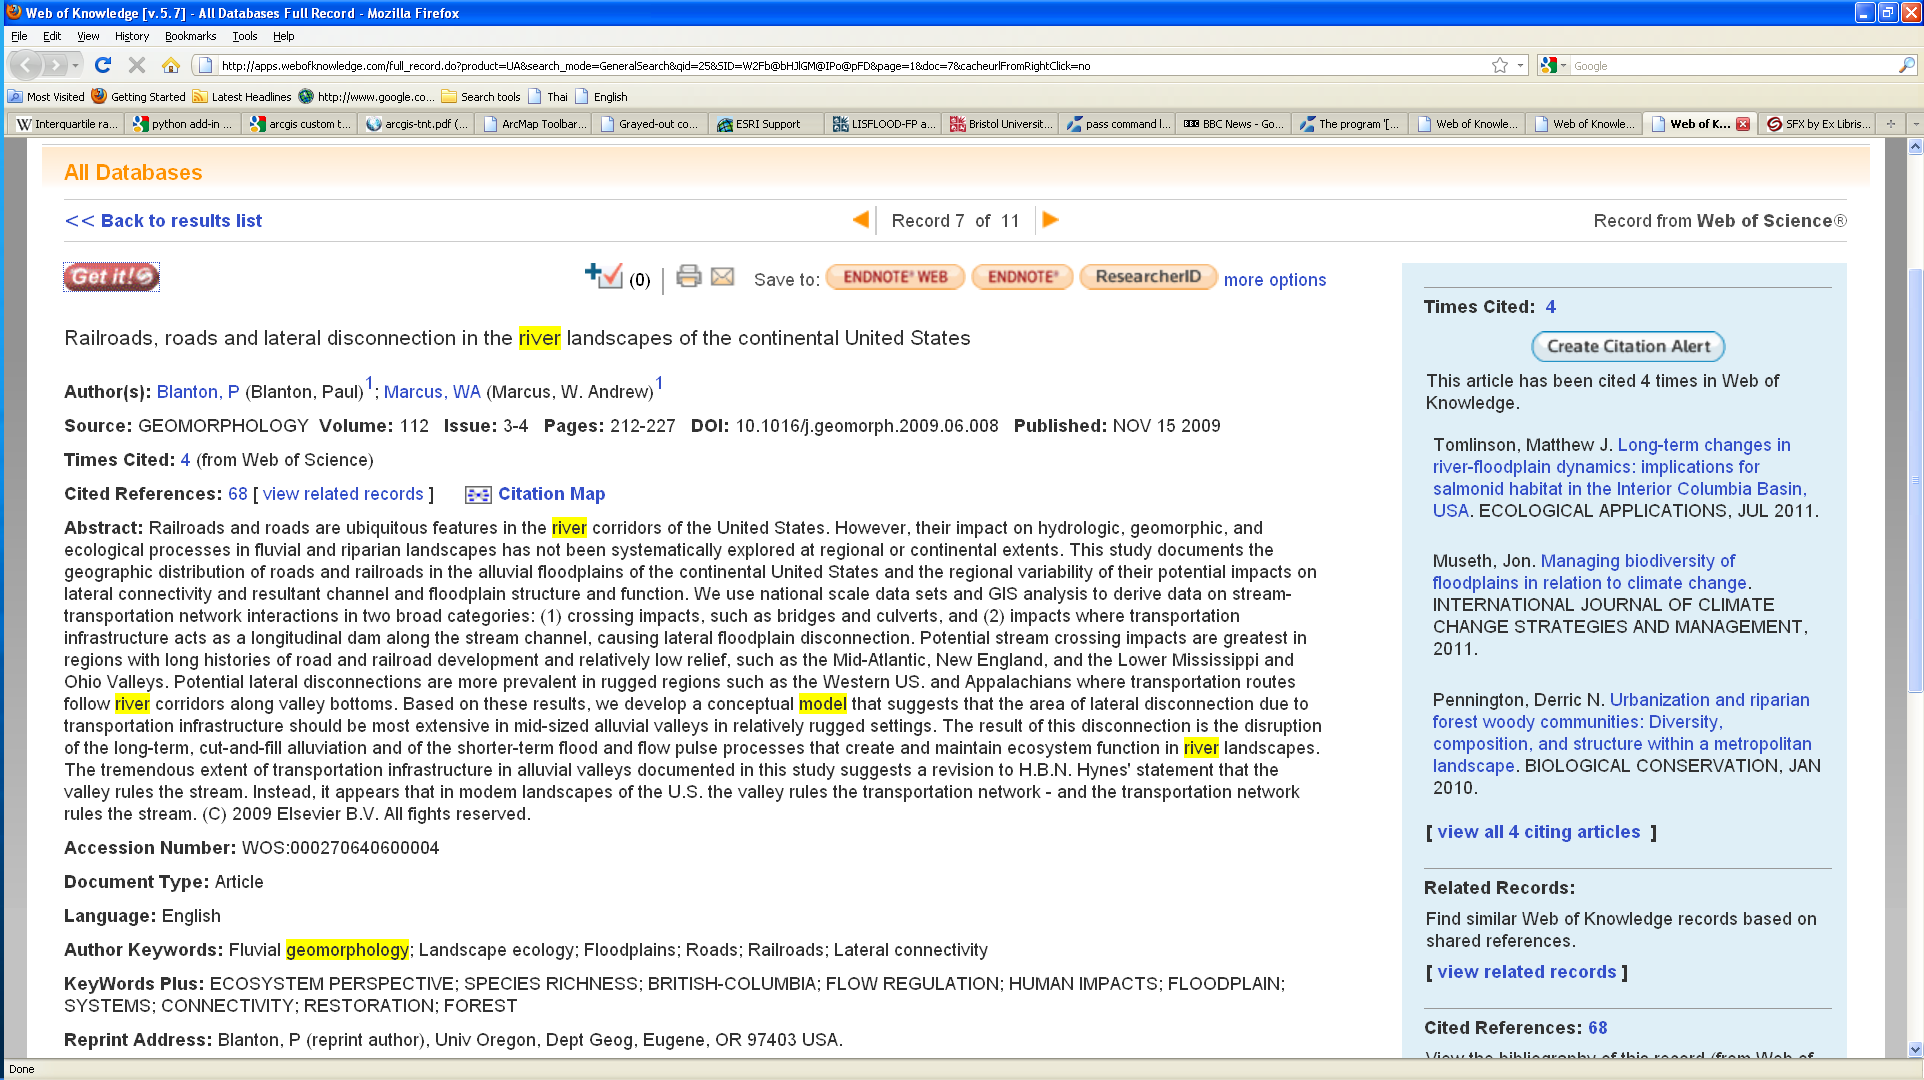 Web of Knowledge [v.5.7] - All Databases Full Record - Mozilla Firefox
File Edit View History Bookmarks Tools Help
http://apps.webofknowledge.com/full_record.do?product=UA&search_mode=GeneralSearch&qid=25&SID=W2Fb@bHJlGM@IPo@pFD&page=1&doc=7&cacheurlFromRightClick=no
Google
Most Visited Getting Started Latest Headlines http://www.google.co... Search tools Thai English
Interquartile ra... python add-in ... arcgis custom t... arcgis-tnt.pdf (... ArcMap Toolbar... Grayed-out co... ESRI Support LISFLOOD-FP a... Bristol Universit... pass command l... BBC BBC News - Go... The program '[... Web of Knowle... Web of Knowle... Web of K... SFX by Ex Libris...
All Databases
<< Back to results list
Record 7 of 11
Record from Web of Science®
Get it!
(0)
Save to: ENDNOTE® WEB ENDNOTE® ResearcherID more options
Railroads, roads and lateral disconnection in the river landscapes of the continental United States
Author(s): Blanton, P (Blanton, Paul)1; Marcus, WA (Marcus, W. Andrew)1
Source: GEOMORPHOLOGY Volume: 112 Issue: 3-4 Pages: 212-227 DOI: 10.1016/j.geomorph.2009.06.008 Published: NOV 15 2009
Times Cited: 4 (from Web of Science)
Cited References: 68 [ view related records ] Citation Map
Abstract: Railroads and roads are ubiquitous features in the river corridors of the United States. However, their impact on hydrologic, geomorphic, and
ecological processes in fluvial and riparian landscapes has not been systematically explored at regional or continental extents. This study documents the
geographic distribution of roads and railroads in the alluvial floodplains of the continental United States and the regional variability of their potential impacts on
lateral connectivity and resultant channel and floodplain structure and function. We use national scale data sets and GIS analysis to derive data on stream-
transportation network interactions in two broad categories: (1) crossing impacts, such as bridges and culverts, and (2) impacts where transportation
infrastructure acts as a longitudinal dam along the stream channel, causing lateral floodplain disconnection. Potential stream crossing impacts are greatest in
regions with long histories of road and railroad development and relatively low relief, such as the Mid-Atlantic, New England, and the Lower Mississippi and
Ohio Valleys. Potential lateral disconnections are more prevalent in rugged regions such as the Western US. and Appalachians where transportation routes
follow river corridors along valley bottoms. Based on these results, we develop a conceptual model that suggests that the area of lateral disconnection due to
transportation infrastructure should be most extensive in mid-sized alluvial valleys in relatively rugged settings. The result of this disconnection is the disruption
of the long-term, cut-and-fill alluviation and of the shorter-term flood and flow pulse processes that create and maintain ecosystem function in river landscapes.
The tremendous extent of transportation infrastructure in alluvial valleys documented in this study suggests a revision to H.B.N. Hynes' statement that the
valley rules the stream. Instead, it appears that in modem landscapes of the U.S. the valley rules the transportation network - and the transportation network
rules the stream. (C) 2009 Elsevier B.V. All fights reserved.
Accession Number: WOS:000270640600004
Document Type: Article
Language: English
Author Keywords: Fluvial geomorphology; Landscape ecology; Floodplains; Roads; Railroads; Lateral connectivity
KeyWords Plus: ECOSYSTEM PERSPECTIVE; SPECIES RICHNESS; BRITISH-COLUMBIA; FLOW REGULATION; HUMAN IMPACTS; FLOODPLAIN;
SYSTEMS; CONNECTIVITY; RESTORATION; FOREST
Reprint Address: Blanton, P (reprint author), Univ Oregon, Dept Geog, Eugene, OR 97403 USA.
Times Cited: 4
Create Citation Alert
This article has been cited 4 times in Web of
Knowledge.
Tomlinson, Matthew J. Long-term changes in
river-floodplain dynamics: implications for
salmonid habitat in the Interior Columbia Basin,
USA. ECOLOGICAL APPLICATIONS, JUL 2011.
Museth, Jon. Managing biodiversity of
floodplains in relation to climate change.
INTERNATIONAL JOURNAL OF CLIMATE
CHANGE STRATEGIES AND MANAGEMENT,
2011.
Pennington, Derric N. Urbanization and riparian
forest woody communities: Diversity,
composition, and structure within a metropolitan
landscape. BIOLOGICAL CONSERVATION, JAN
2010.
[ view all 4 citing articles ]
Related Records:
Find similar Web of Knowledge records based on
shared references.
[ view related records ]
Cited References: 68
View the bibliography of this record (from Web of
Done